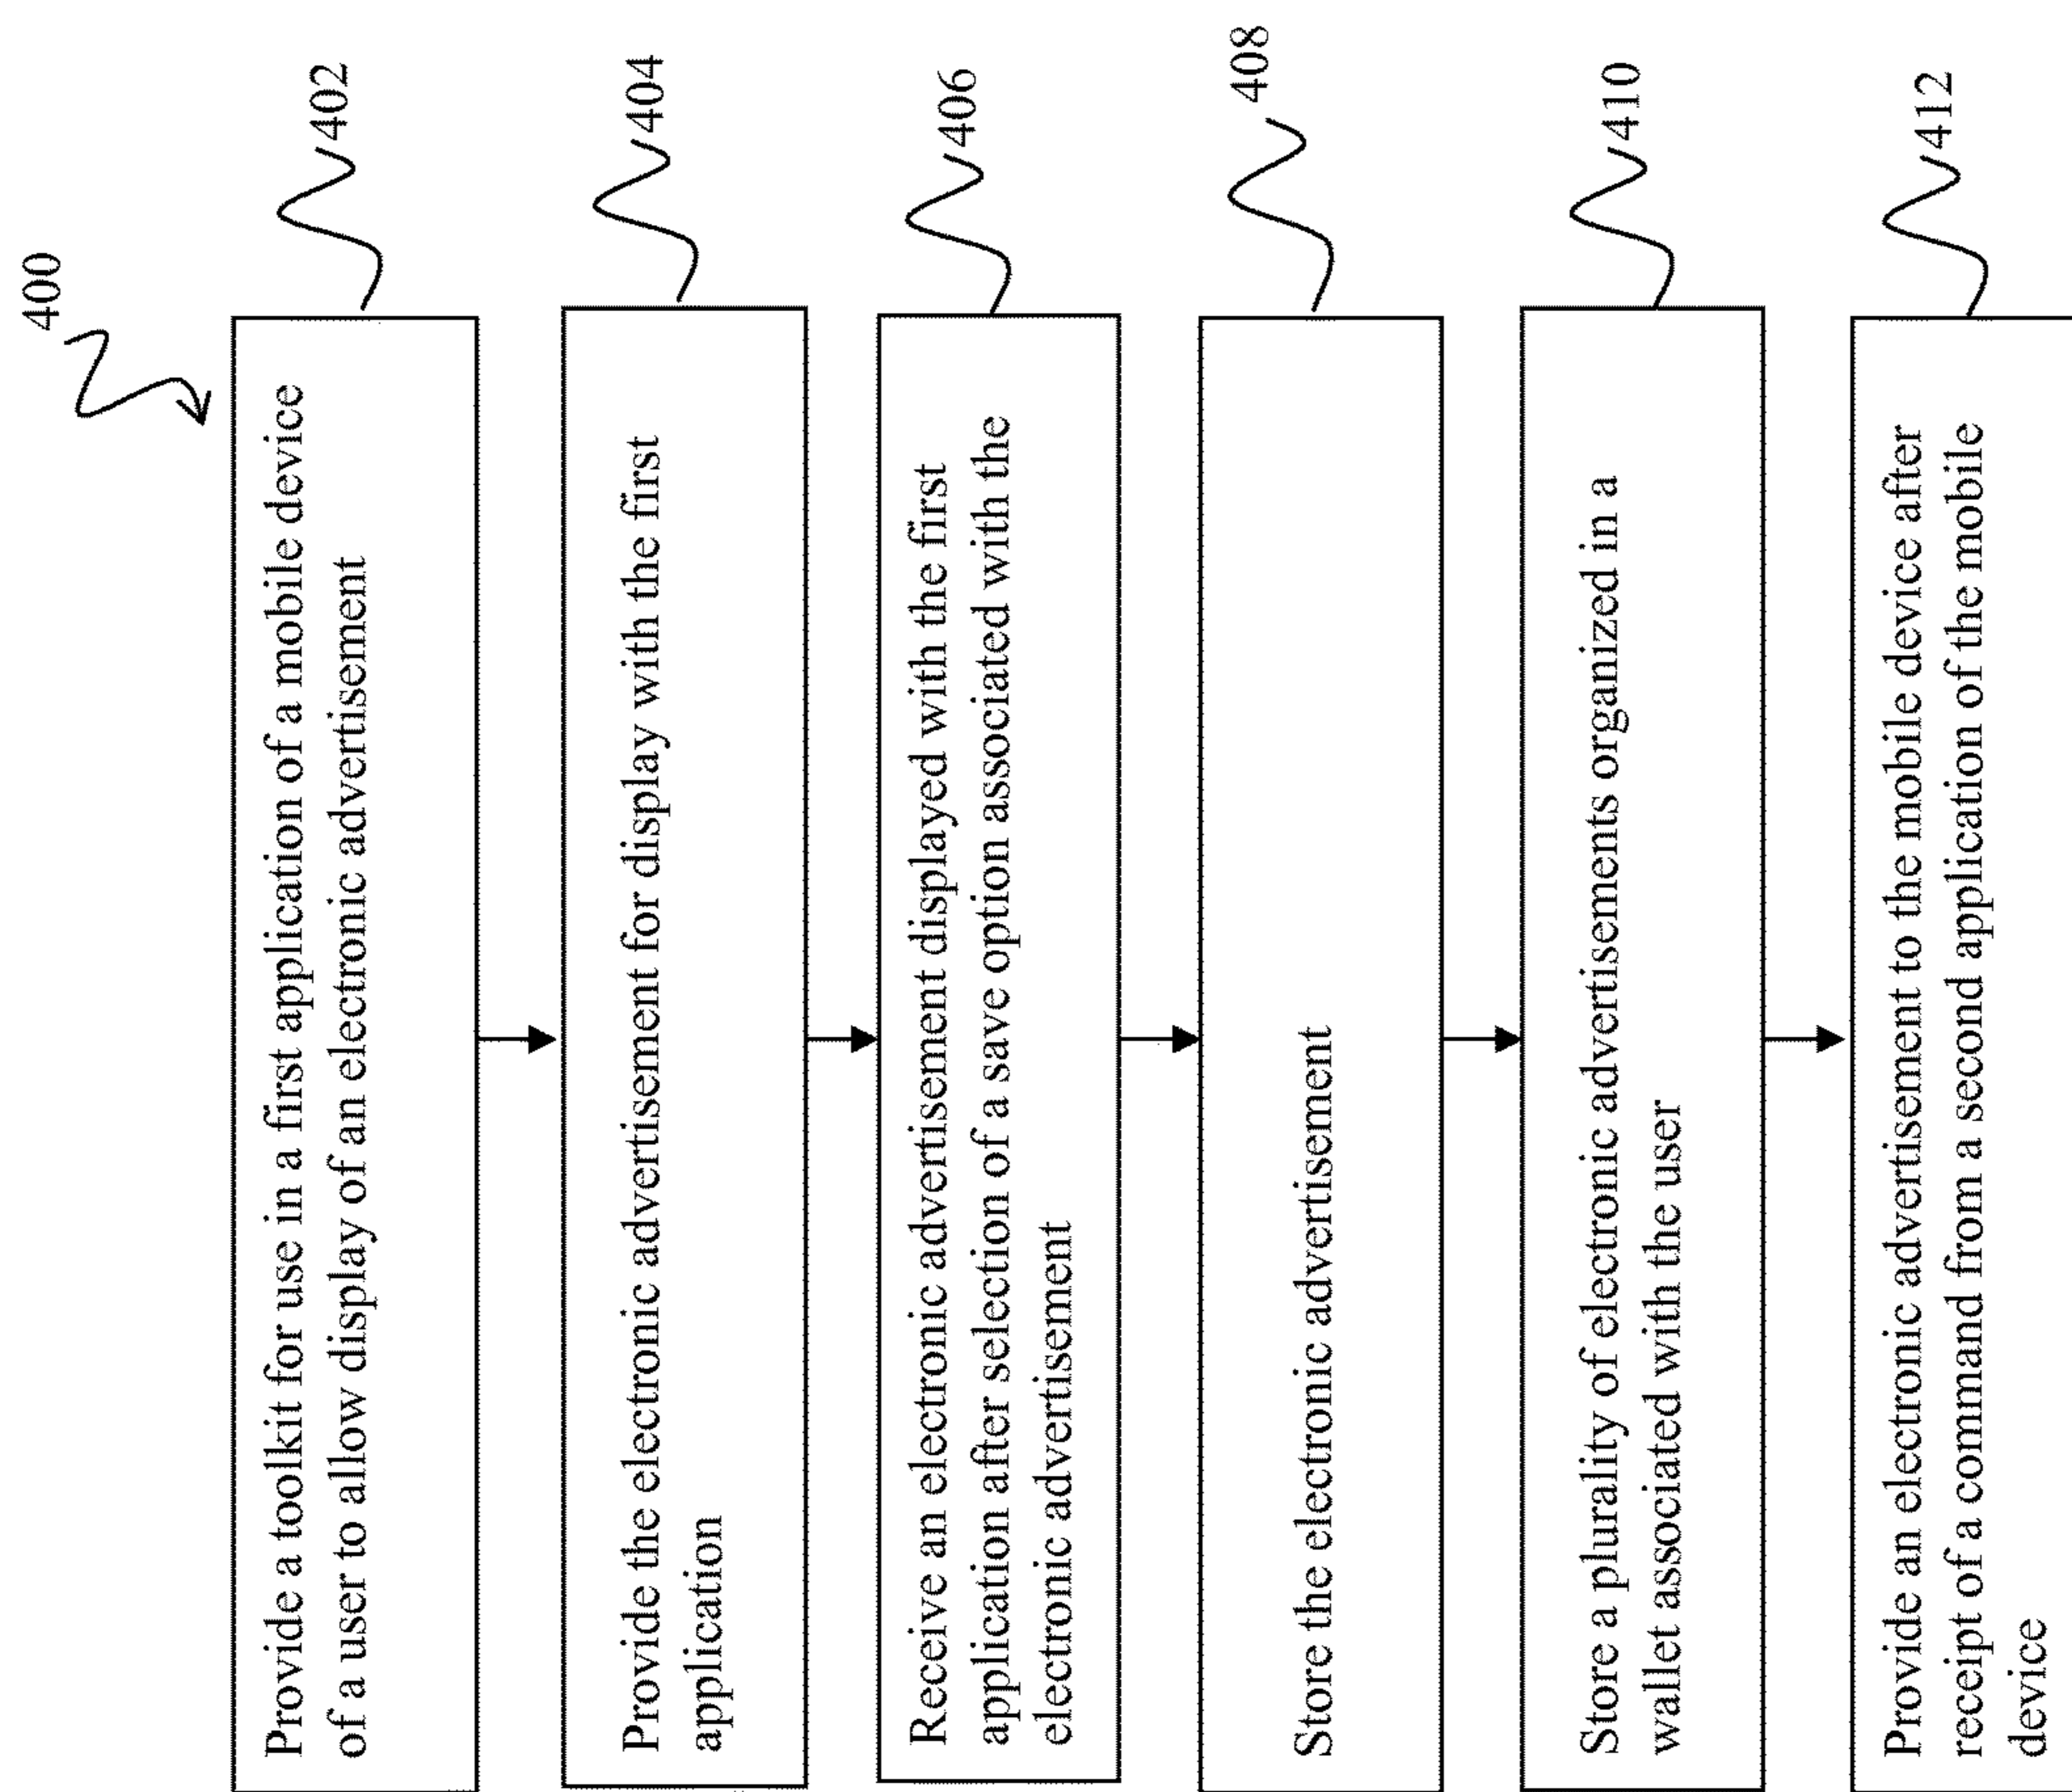 400
Provide a toolkit for use in a first application of a mobile device
of a user to allow display of an electronic advertisement
402
Provide the electronic advertisement for display with the first
application
404
Receive an electronic advertisement displayed with the first
application after selection of a save option associated with the
electronic advertisement
406
Store the electronic advertisement
408
Store a plurality of electronic advertisements organized in a
wallet associated with the user
410
Provide an electronic advertisement to the mobile device after
receipt of a command from a second application of the mobile
device
412